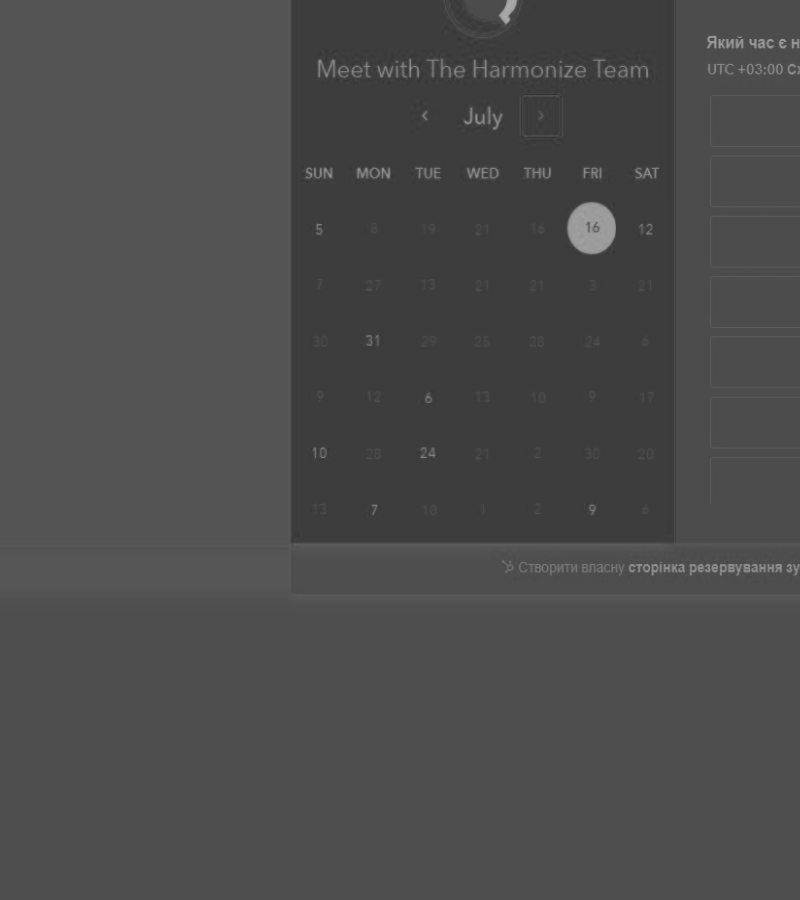 Meet with The Harmonize Team
July
SUN MON TUE WED THU FRI SAT
5 8 19 21 16 16 12
7 27 13 21 21 3 21
30 31 29 25 28 24 6
9 12 6 13 10 9 17
10 28 24 21 2 30 20
13 7 10 1 2 9 6
Який час є
UTC +03:00
Створити власну сторінка резервування